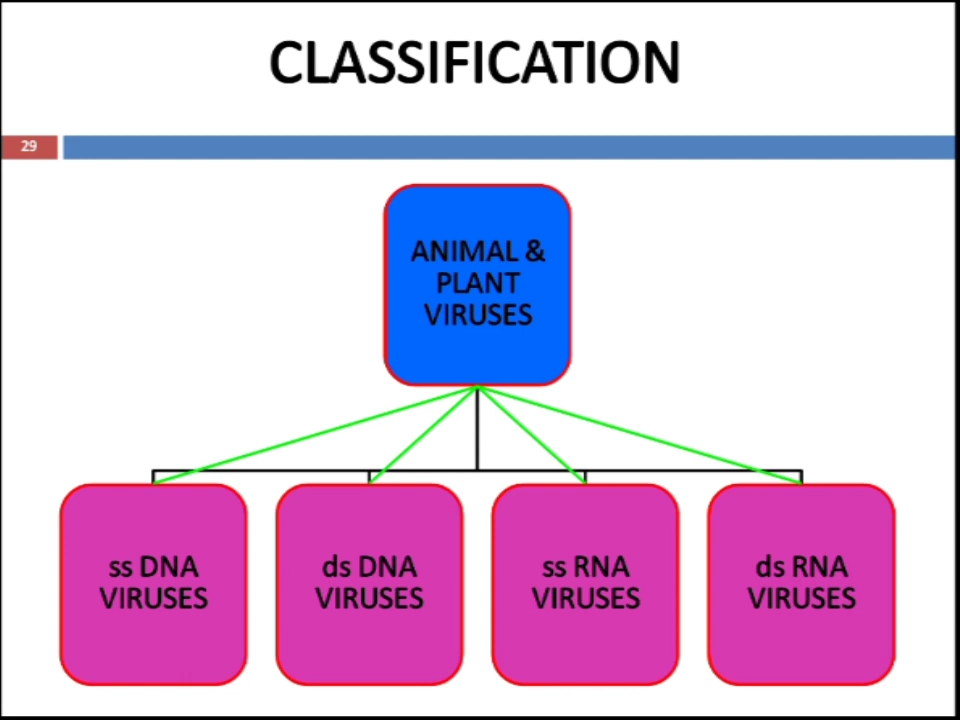 CLASSIFICATION
29
ANIMAL &
PLANT
VIRUSES
ss DNA
VIRUSES
ds DNA
VIRUSES
ss RNA
VIRUSES
ds RNA
VIRUSES